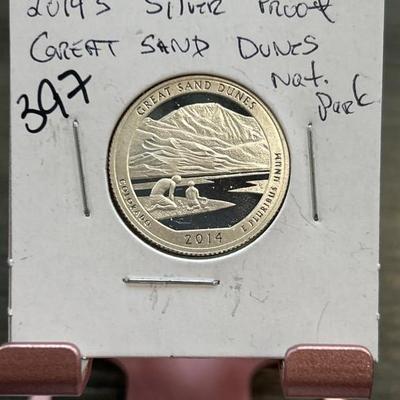 2014 S SILVER PROOF
GREAT SAND DUNES
Nat.
Park
397
GREAT SAND DUNES
COLORADO
2014
E PLURIBUS UNUM